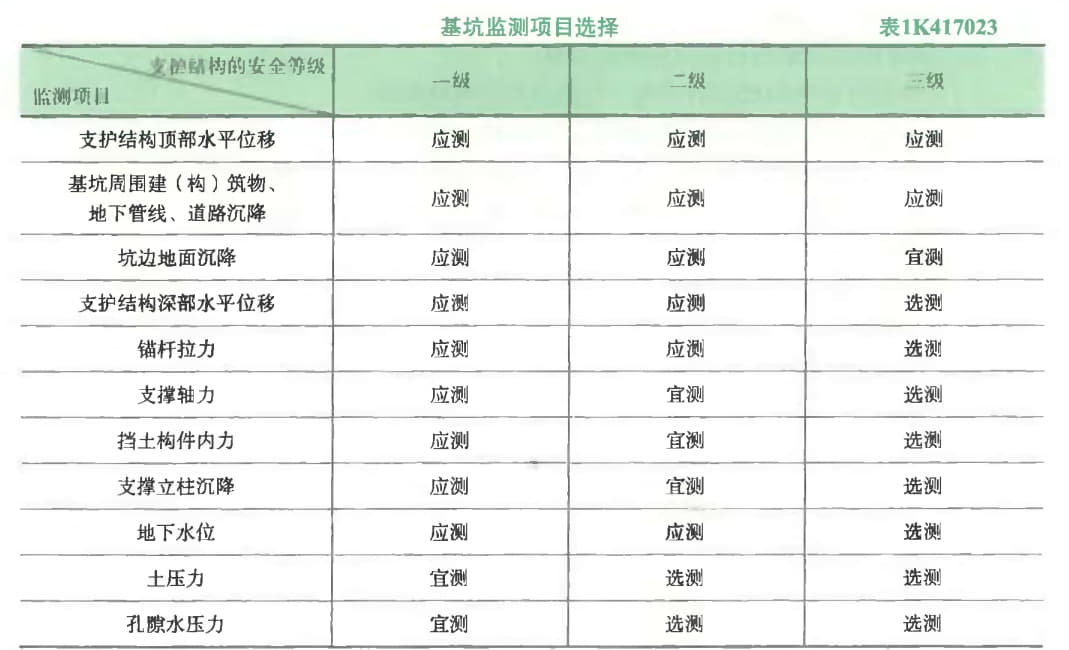 基坑监测项目选择 表1K417023
支护结构的安全等级
监测项目
一级 二级 三级
支护结构顶部水平位移 应测 应测 应测
基坑周围建（构）筑物、
地下管线、道路沉降 应测 应测 应测
坑边地面沉降 应测 应测 宜测
支护结构深部水平位移 应测 应测 选测
锚杆拉力 应测 应测 选测
支撑轴力 应测 宜测 选测
挡土构件内力 应测 宜测 选测
支撑立柱沉降 应测 宜测 选测
地下水位 应测 应测 选测
土压力 宜测 选测 选测
孔隙水压力 宜测 选测 选测